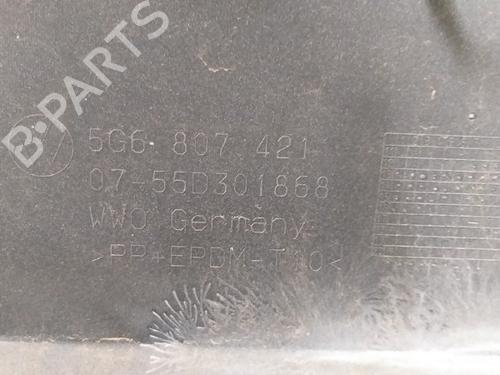 B-PARTS
5G6 807 421
07-55D301868
WWO Germany
>PP+EPDM-T10<